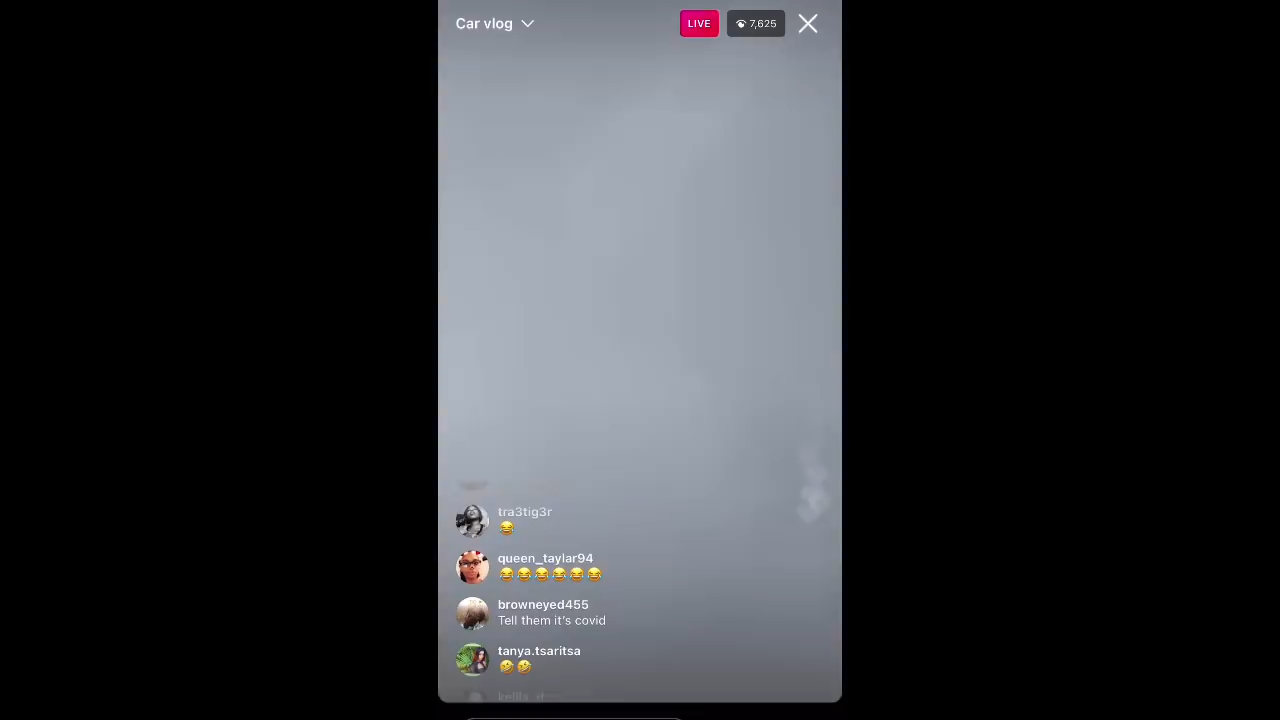 Car vlog
LIVE
7,625
tra3tig3r
😂
queen_taylar94
😂😂😂😂😂😂
browneyed455
Tell them it's covid
tanya.tsaritsa
🤣🤣